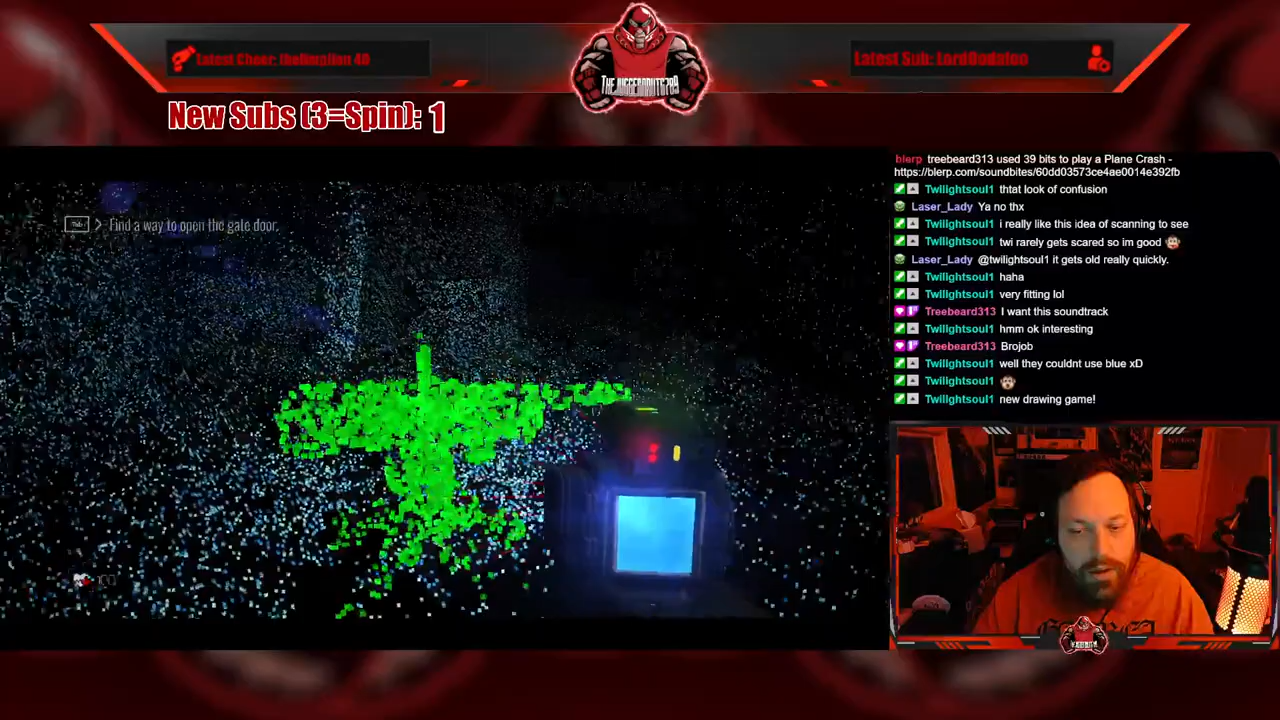 Latest Cheer:
Latest Sub:
THEJUGGERNAUT6789
New Subs (3=Spin): 1
Tab > Find a way to open the gate door.
100
blerp treebeard313 used 39 bits to play a Plane Crash -
https://blerp.com/soundbites/60dd03573ce4ae0014e392fb
Twilightsoul1 thtat look of confusion
Laser_Lady Ya no thx
Twilightsoul1 i really like this idea of scanning to see
Twilightsoul1 twi rarely gets scared so im good
Laser_Lady @twilightsoul1 it gets old really quickly.
Twilightsoul1 haha
Twilightsoul1 very fitting lol
Treebeard313 I want this soundtrack
Twilightsoul1 hmm ok interesting
Treebeard313 Brojob
Twilightsoul1 well they couldnt use blue xD
Twilightsoul1
Twilightsoul1 new drawing game!